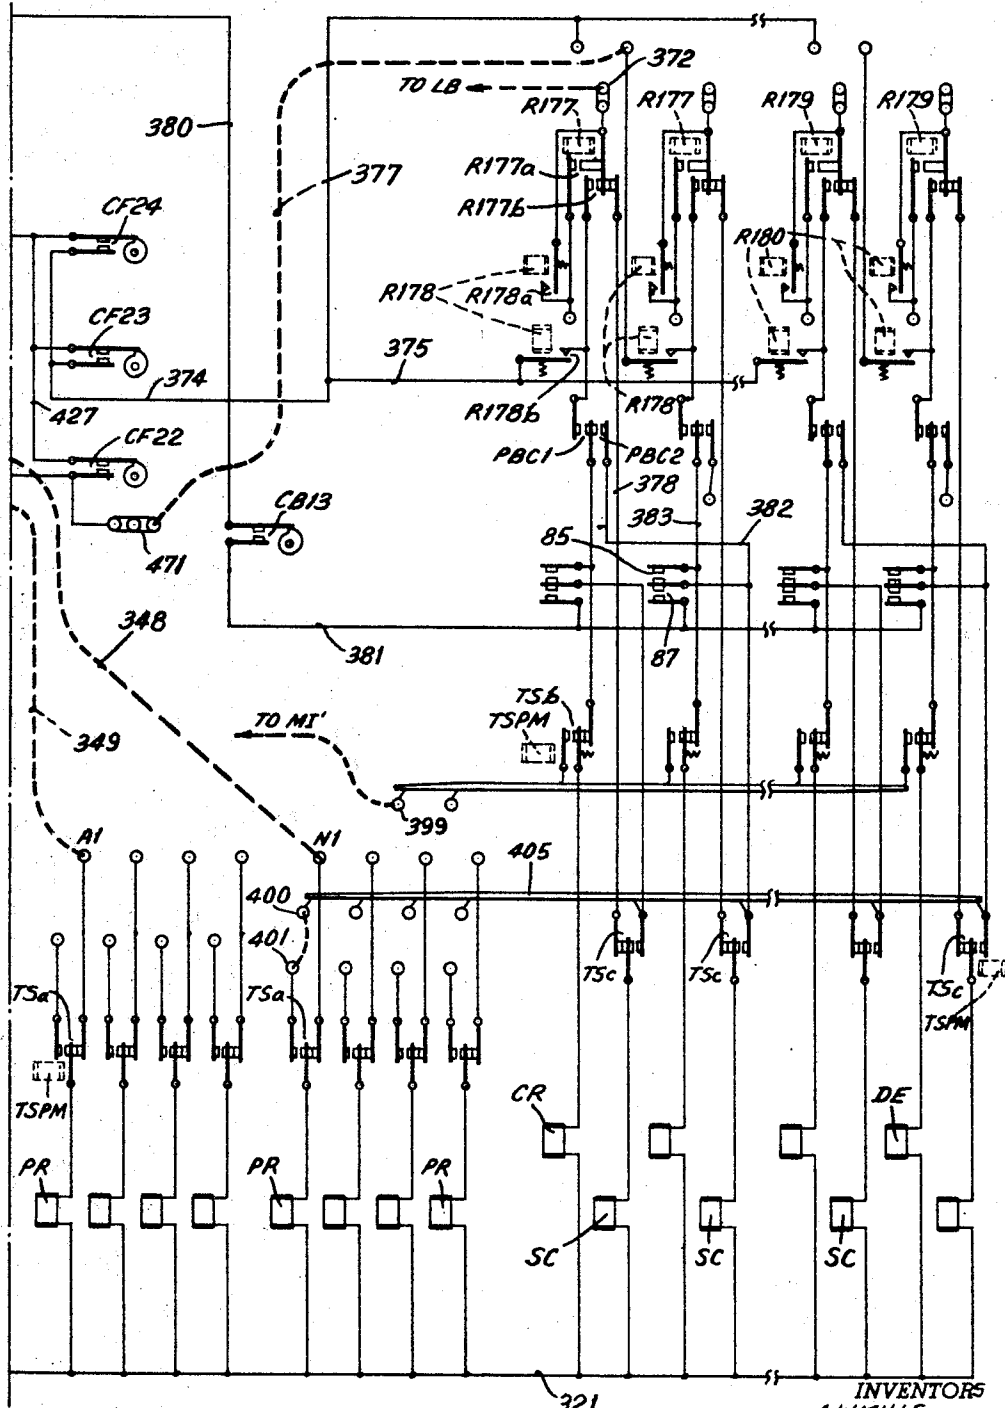 372
TO LB
R177
R177
R179
R179
380
377
R177a
R177b
CF24
R180
R178
R178a
CF23
375
374
R178b
R178
427
CF22
PBC1
PBC2
378
CB13
383
382
471
85
348
381
87
TSb
TSPM
TO MI'
349
399
A1
N1
405
400
401
TSa
TSa
TSc
TSc
TSc
TSPM
TSPM
CR
DE
PR
PR
PR
SC
SC
SC
321
INVENTORS